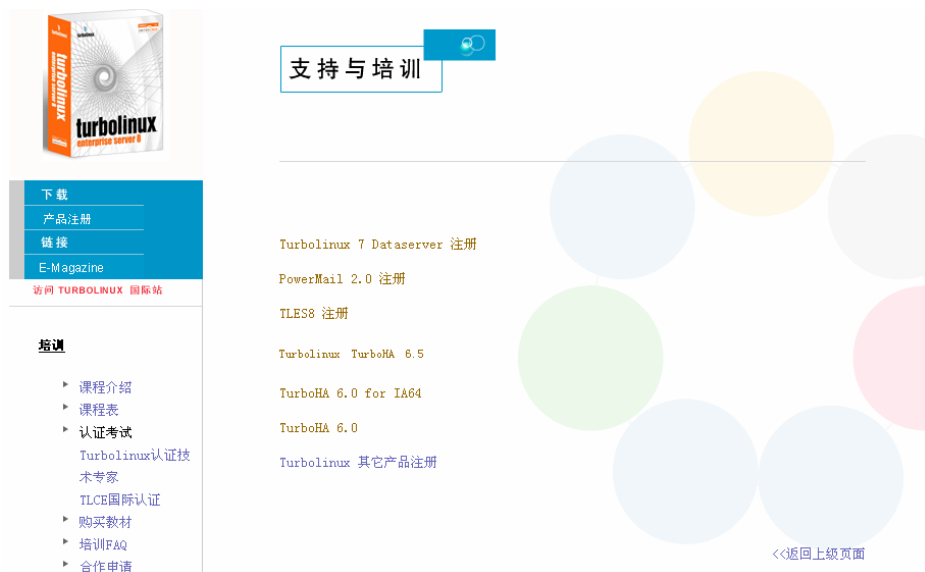 turbolinux
enterprise server 8
turbolinux
enterprise server 8
下载
产品注册
链接
E-Magazine
访问 TURBOLINUX 国际站
培训
课程介绍
课程表
认证考试
Turbolinux认证技
术专家
TLCE国际认证
购买教材
培训FAQ
合作申请
支持与培训
Turbolinux 7 Dataserver 注册
PowerMail 2.0 注册
TLES8 注册
Turbolinux TurboHA 6.5
TurboHA 6.0 for IA64
TurboHA 6.0
Turbolinux 其它产品注册
<<返回上级页面